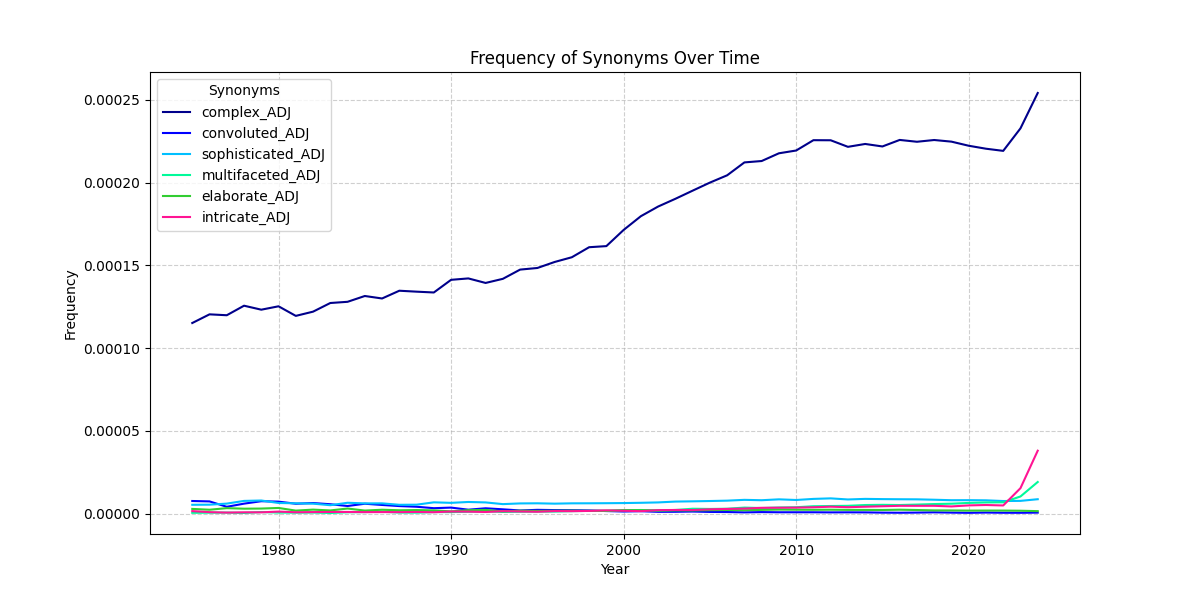 Frequency of Synonyms Over Time
Synonyms
complex_ADJ
convoluted_ADJ
sophisticated_ADJ
multifaceted_ADJ
elaborate_ADJ
intricate_ADJ
Frequency
0.00025
0.00020
0.00015
0.00010
0.00005
0.00000
1980 1990 2000 2010 2020
Year